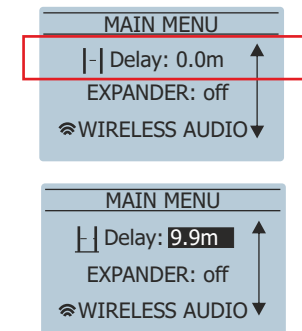 MAIN MENU
Delay: 0.0m
EXPANDER: off
WIRELESS AUDIO
MAIN MENU
Delay: 9.9m
EXPANDER: off
WIRELESS AUDIO